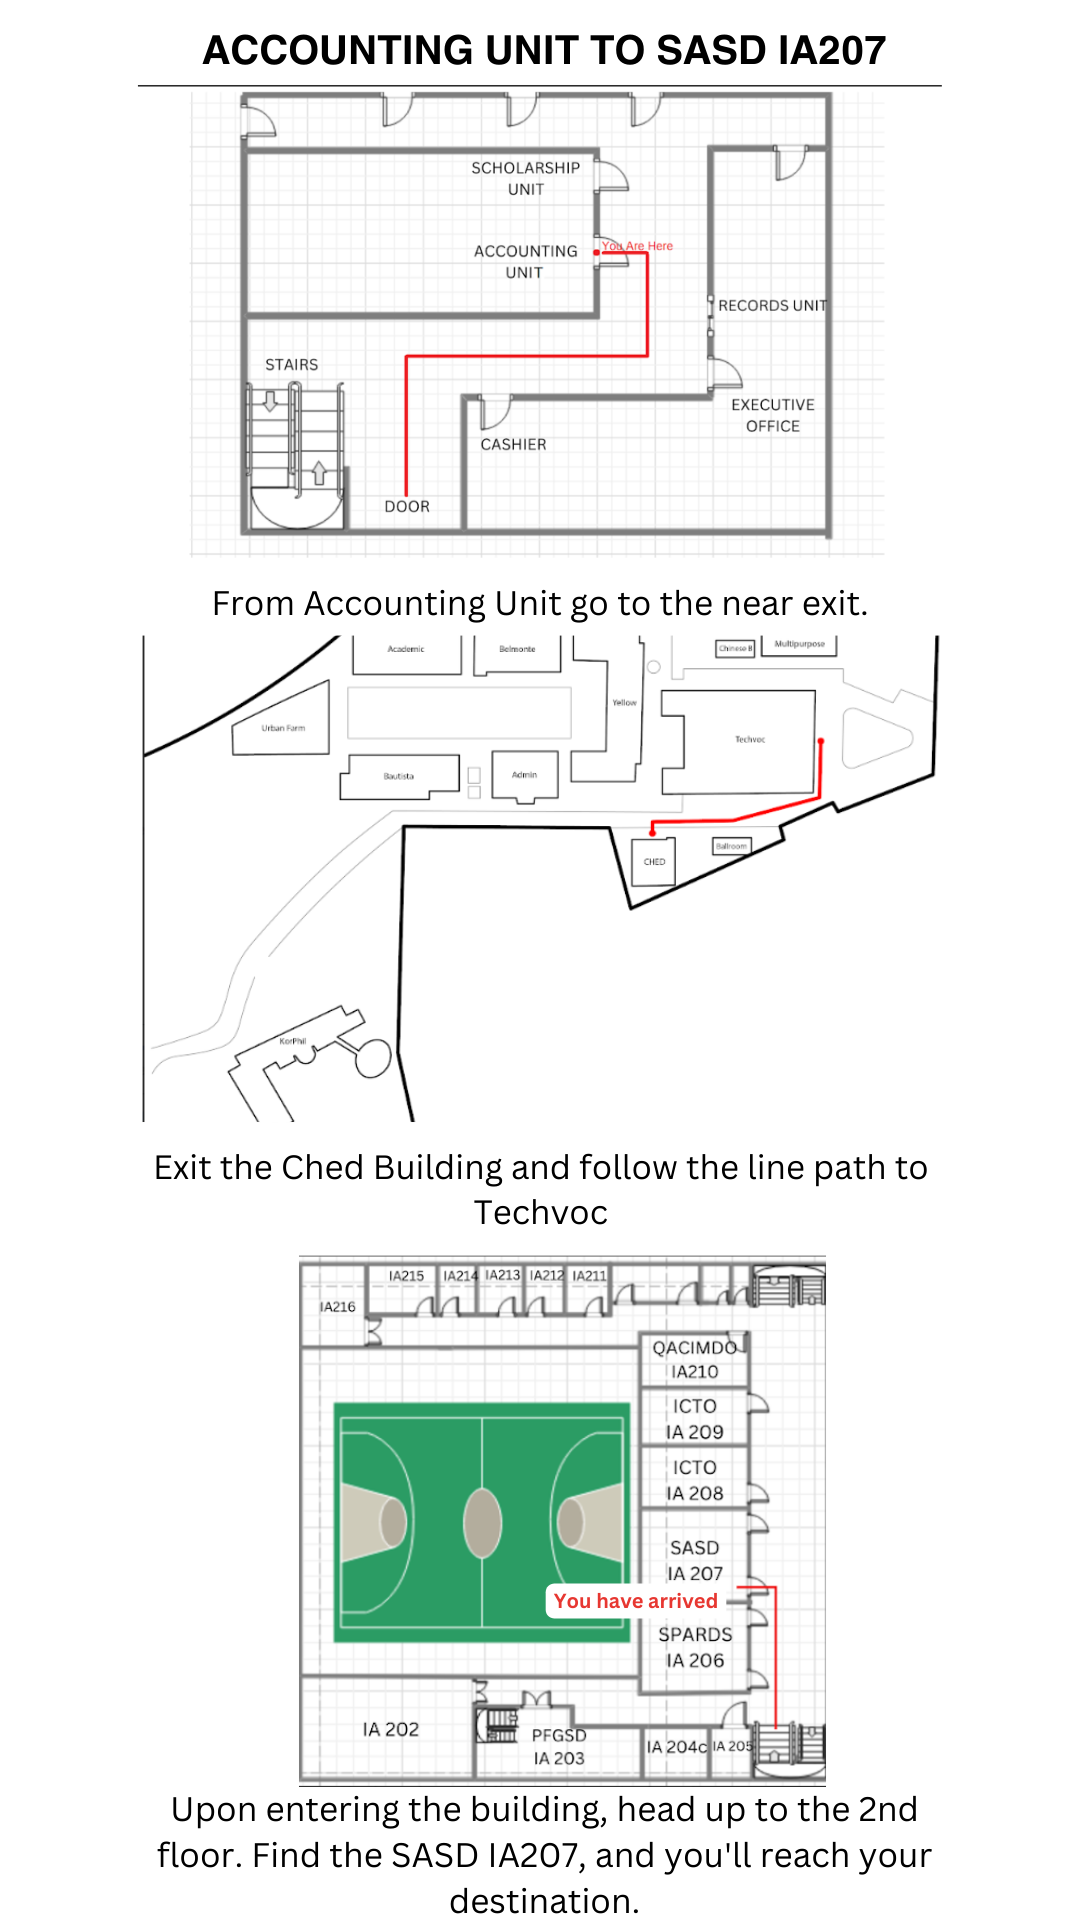 ACCOUNTING UNIT TO SASD IA207
SCHOLARSHIP
UNIT
ACCOUNTING
UNIT
You Are Here
RECORDS UNIT
STAIRS
EXECUTIVE
OFFICE
CASHIER
DOOR
From Accounting Unit go to the near exit.
Academic
Belmonte
Chinese B
Multipurpose
Yellow
Urban Farm
Techvoc
Bautista
Admin
CHED
Ballroom
KorPhil
Exit the Ched Building and follow the line path to
Techvoc
IA215
IA214
IA213
IA212
IA211
IA216
QACIMDO
IA210
ICTO
IA 209
ICTO
IA 208
SASD
IA 207
You have arrived
SPARDS
IA 206
IA 202
PFGSD
IA 203
IA 204c
IA 205
Upon entering the building, head up to the 2nd
floor. Find the SASD IA207, and you'll reach your
destination.